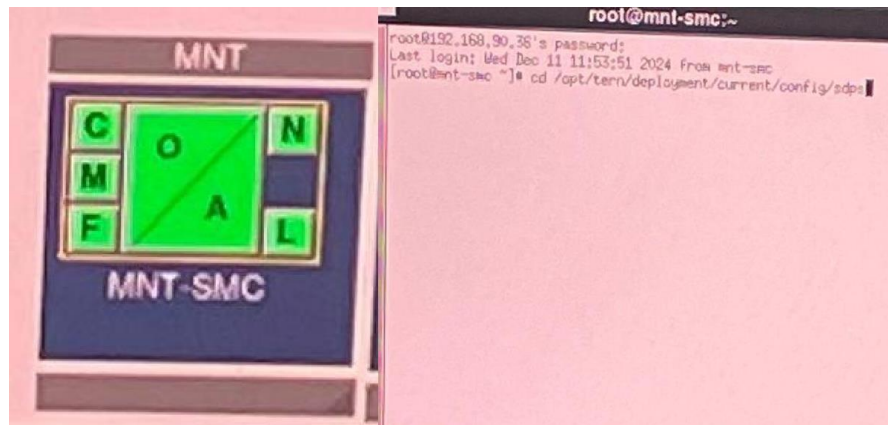 MNT
C
O
N
M
A
F
L
MNT-SMC
root@mnt-smc:~
root@192.168.90.36's password:
Last login: Wed Dec 11 11:53:51 2024 from mnt-smc
[root@mnt-smc ~]# cd /opt/tern/deployment/current/config/sdps